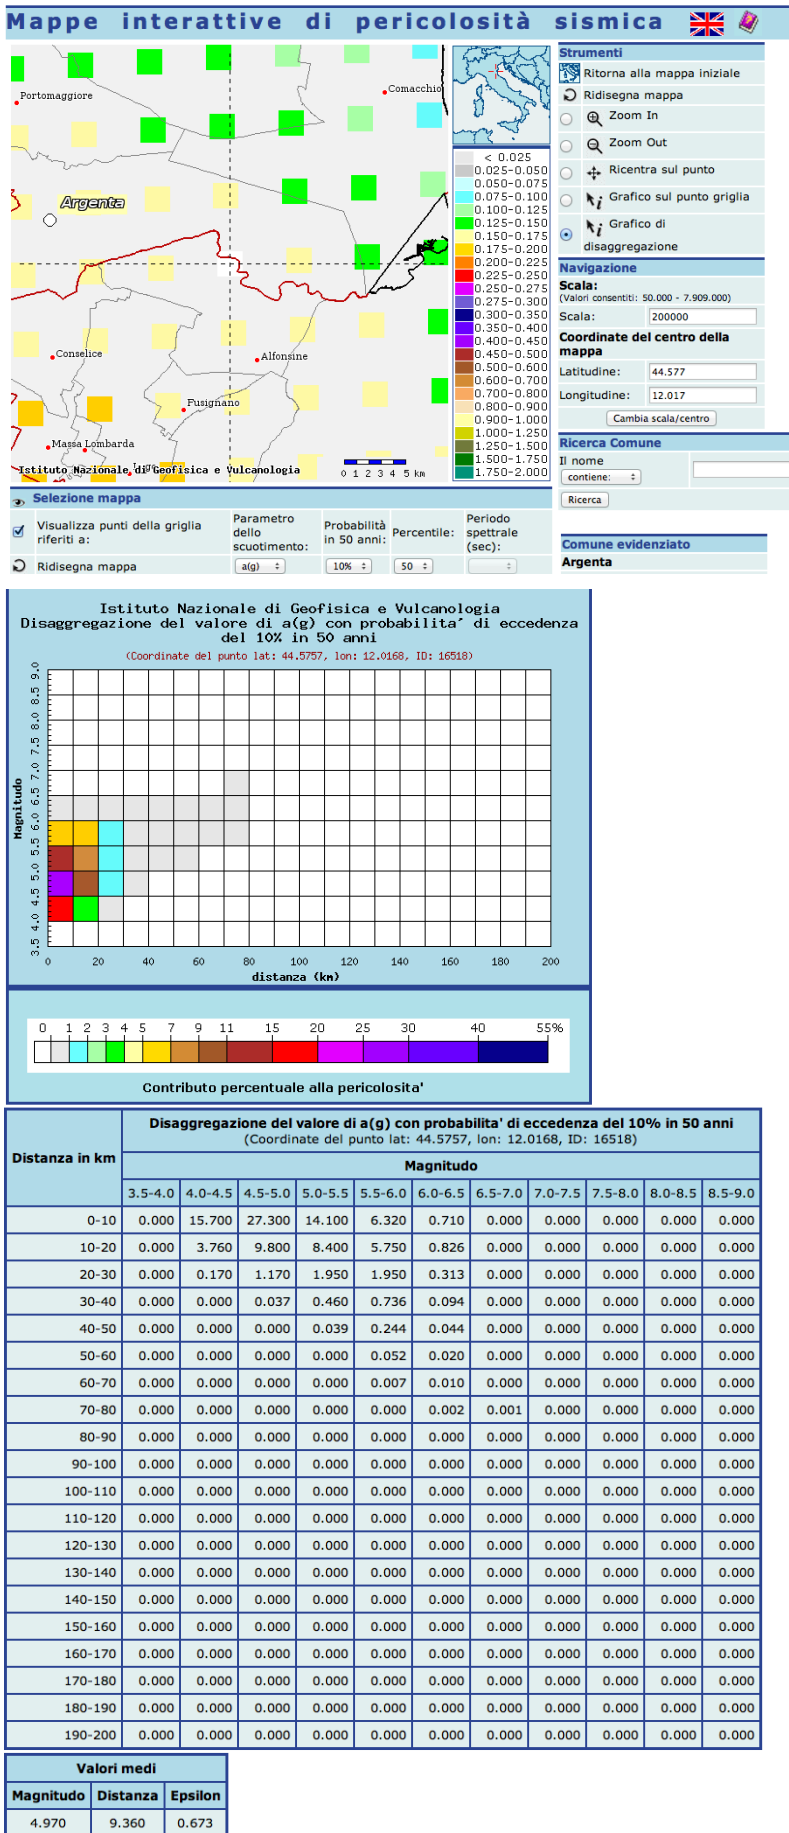 Mappe interattive di pericolosità sismica
Portomaggiore
Comacchio
Argenta
Conselice
Alfonsine
Fusignano
Massa Lombarda
Lugo
Istituto Nazionale di Geofisica e Vulcanologia
0 1 2 3 4 5 km
< 0.025
0.025-0.050
0.050-0.075
0.075-0.100
0.100-0.125
0.125-0.150
0.150-0.175
0.175-0.200
0.200-0.225
0.225-0.250
0.250-0.275
0.275-0.300
0.300-0.350
0.350-0.400
0.400-0.450
0.450-0.500
0.500-0.600
0.600-0.700
0.700-0.800
0.800-0.900
0.900-1.000
1.000-1.250
1.250-1.500
1.500-1.750
1.750-2.000
Strumenti
Ritorna alla mappa iniziale
Ridisegna mappa
Zoom In
Zoom Out
Ricentra sul punto
Grafico sul punto griglia
Grafico di
disaggregazione
Navigazione
Scala:
(Valori consentiti: 50.000 - 7.909.000)
Scala: 200000
Coordinate del centro della
mappa
Latitudine: 44.577
Longitudine: 12.017
Cambia scala/centro
Ricerca Comune
Il nome
contiene:
Ricerca
Comune evidenziato
Argenta
Selezione mappa
Visualizza punti della griglia
riferiti a:
Parametro
dello
scuotimento:
Probabilità
in 50 anni:
Percentile:
Periodo
spettrale
(sec):
Ridisegna mappa a(g) 10% 50 -
Istituto Nazionale di Geofisica e Vulcanologia
Disaggregazione del valore di a(g) con probabilita' di eccedenza
del 10% in 50 anni
(Coordinate del punto lat: 44.5757, lon: 12.0168, ID: 16518)
Magnitudo
9.0
8.5
8.0
7.5
7.0
6.5
6.0
5.5
5.0
4.5
4.0
3.5
0 20 40 60 80 100 120 140 160 180 200
distanza (km)
0 1 2 3 4 5 7 9 11 15 20 25 30 40 55%
Contributo percentuale alla pericolosita'
Distanza in km
Disaggregazione del valore di a(g) con probabilita' di eccedenza del 10% in 50 anni
(Coordinate del punto lat: 44.5757, lon: 12.0168, ID: 16518)
Magnitudo
3.5-4.0 4.0-4.5 4.5-5.0 5.0-5.5 5.5-6.0 6.0-6.5 6.5-7.0 7.0-7.5 7.5-8.0 8.0-8.5 8.5-9.0
0-10 0.000 15.700 27.300 14.100 6.320 0.710 0.000 0.000 0.000 0.000 0.000
10-20 0.000 3.760 9.800 8.400 5.750 0.826 0.000 0.000 0.000 0.000 0.000
20-30 0.000 0.170 1.170 1.950 1.950 0.313 0.000 0.000 0.000 0.000 0.000
30-40 0.000 0.000 0.037 0.460 0.736 0.094 0.000 0.000 0.000 0.000 0.000
40-50 0.000 0.000 0.000 0.039 0.244 0.044 0.000 0.000 0.000 0.000 0.000
50-60 0.000 0.000 0.000 0.000 0.052 0.020 0.000 0.000 0.000 0.000 0.000
60-70 0.000 0.000 0.000 0.000 0.007 0.010 0.000 0.000 0.000 0.000 0.000
70-80 0.000 0.000 0.000 0.000 0.000 0.002 0.001 0.000 0.000 0.000 0.000
80-90 0.000 0.000 0.000 0.000 0.000 0.000 0.000 0.000 0.000 0.000 0.000
90-100 0.000 0.000 0.000 0.000 0.000 0.000 0.000 0.000 0.000 0.000 0.000
100-110 0.000 0.000 0.000 0.000 0.000 0.000 0.000 0.000 0.000 0.000 0.000
110-120 0.000 0.000 0.000 0.000 0.000 0.000 0.000 0.000 0.000 0.000 0.000
120-130 0.000 0.000 0.000 0.000 0.000 0.000 0.000 0.000 0.000 0.000 0.000
130-140 0.000 0.000 0.000 0.000 0.000 0.000 0.000 0.000 0.000 0.000 0.000
140-150 0.000 0.000 0.000 0.000 0.000 0.000 0.000 0.000 0.000 0.000 0.000
150-160 0.000 0.000 0.000 0.000 0.000 0.000 0.000 0.000 0.000 0.000 0.000
160-170 0.000 0.000 0.000 0.000 0.000 0.000 0.000 0.000 0.000 0.000 0.000
170-180 0.000 0.000 0.000 0.000 0.000 0.000 0.000 0.000 0.000 0.000 0.000
180-190 0.000 0.000 0.000 0.000 0.000 0.000 0.000 0.000 0.000 0.000 0.000
190-200 0.000 0.000 0.000 0.000 0.000 0.000 0.000 0.000 0.000 0.000 0.000
Valori medi
Magnitudo Distanza Epsilon
4.970 9.360 0.673